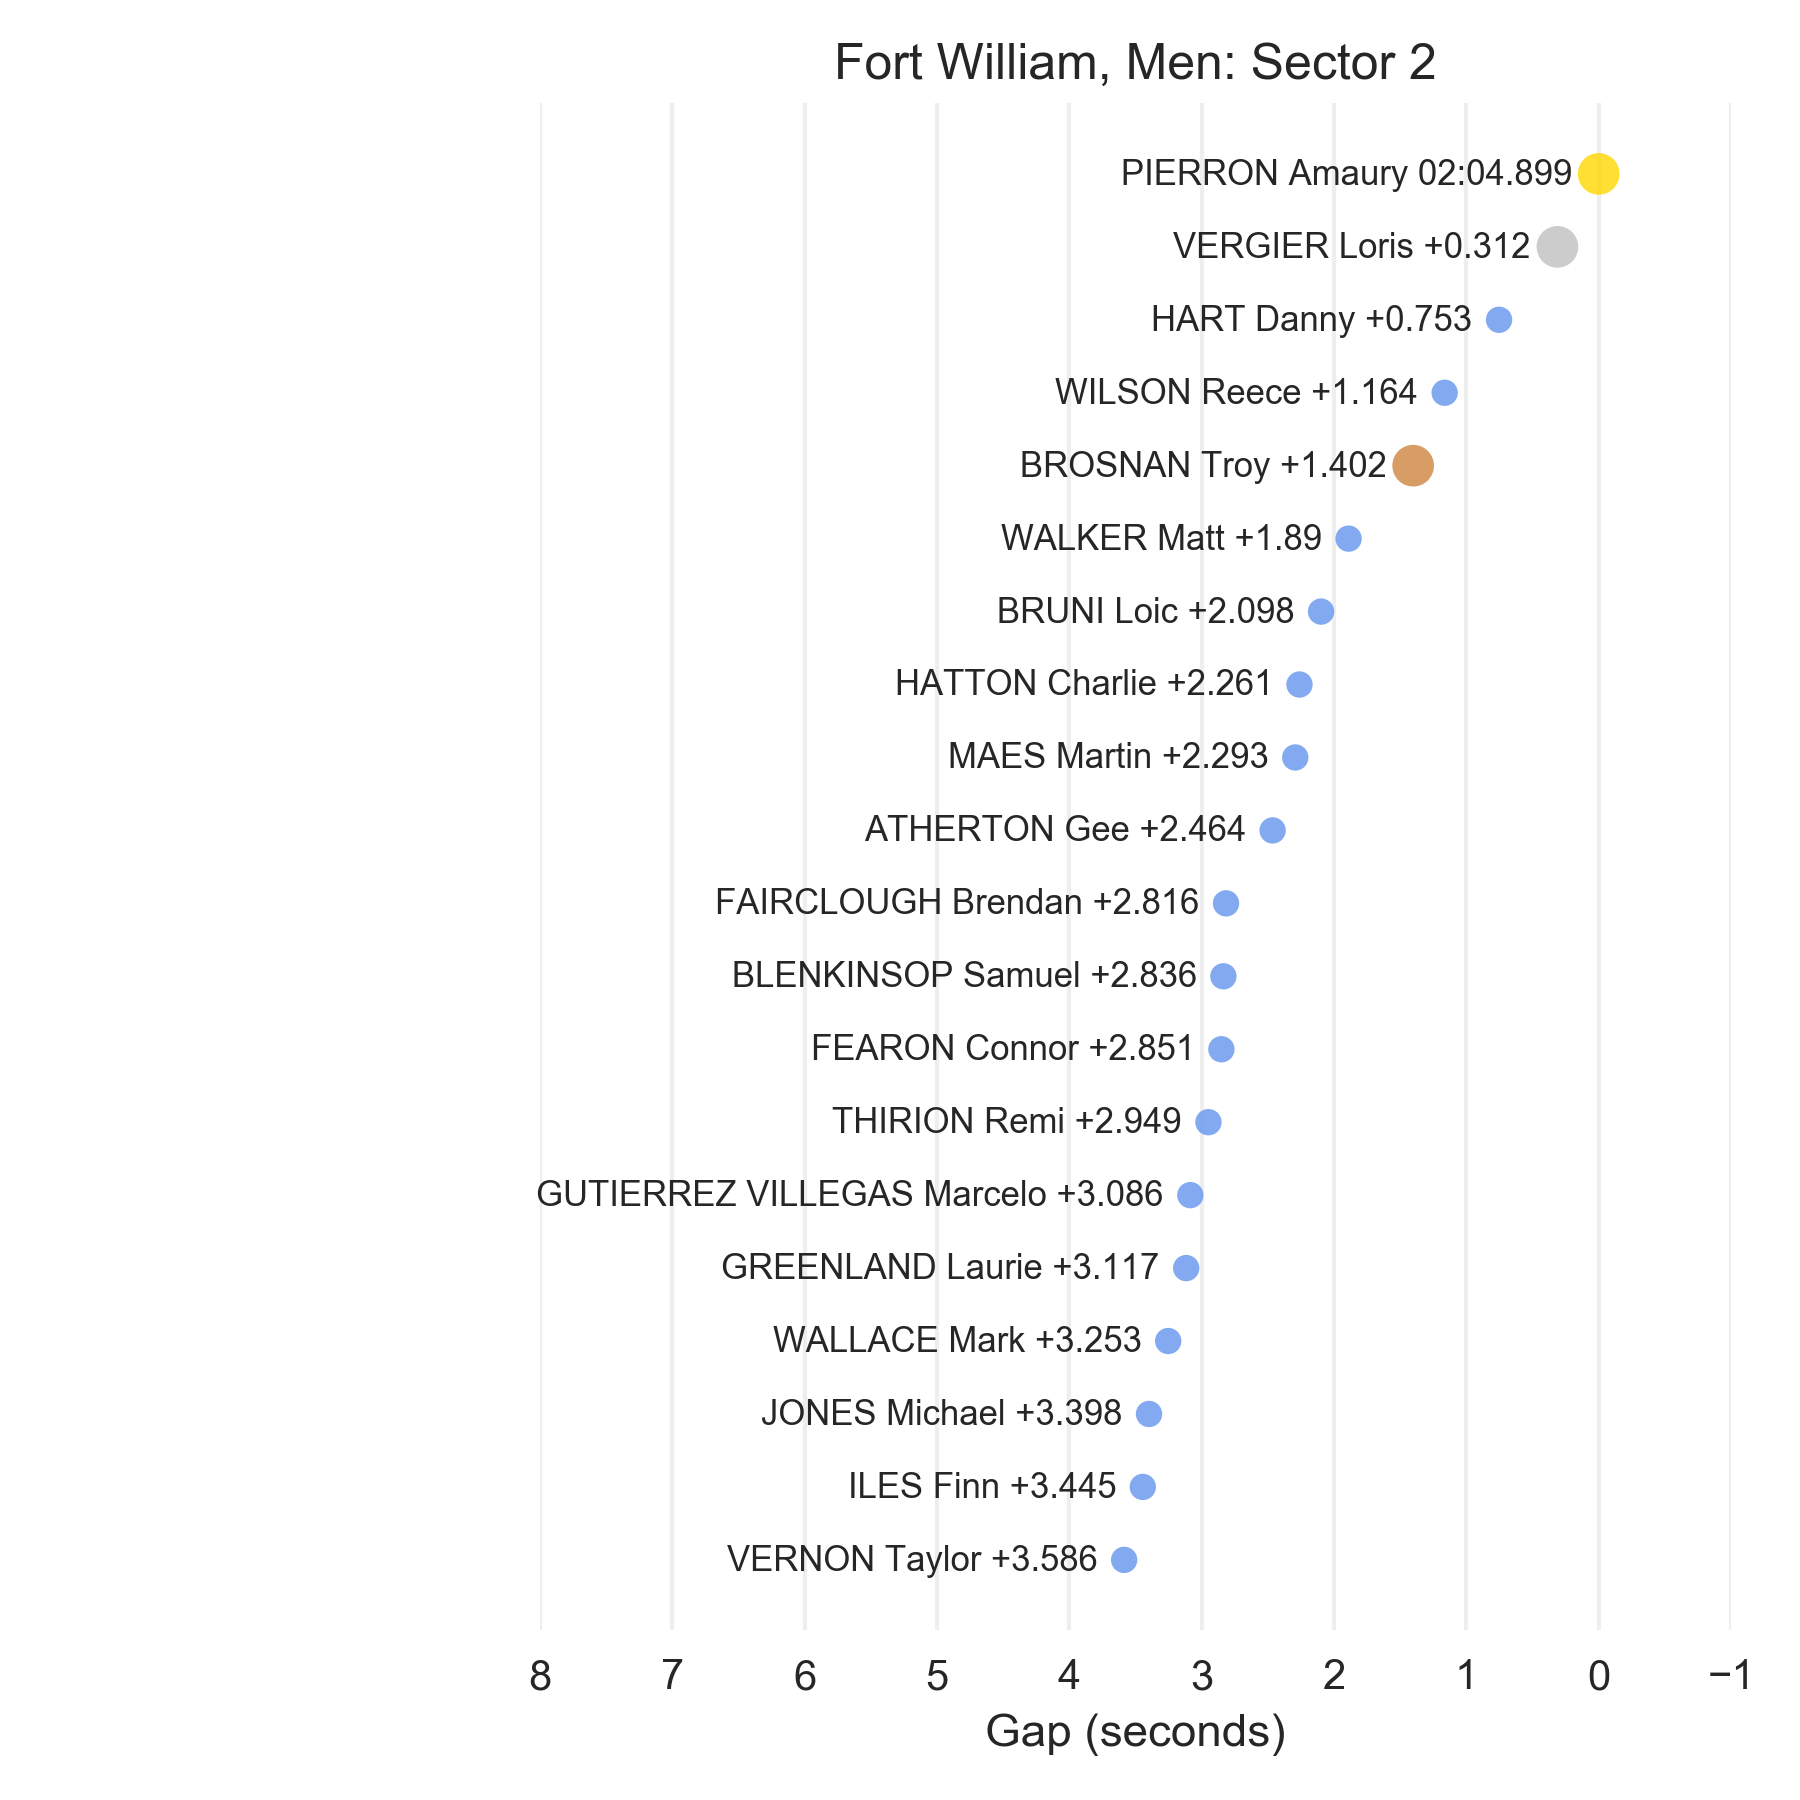 Fort William, Men: Sector 2
PIERRON Amaury 02:04.899
VERGIER Loris +0.312
HART Danny +0.753
WILSON Reece +1.164
BROSNAN Troy +1.402
WALKER Matt +1.89
BRUNI Loic +2.098
HATTON Charlie +2.261
MAES Martin +2.293
ATHERTON Gee +2.464
FAIRCLOUGH Brendan +2.816
BLENKINSOP Samuel +2.836
FEARON Connor +2.851
THIRION Remi +2.949
GUTIERREZ VILLEGAS Marcelo +3.086
GREENLAND Laurie +3.117
WALLACE Mark +3.253
JONES Michael +3.398
ILES Finn +3.445
VERNON Taylor +3.586
8 7 6 5 4 3 2 1 0 −1
Gap (seconds)